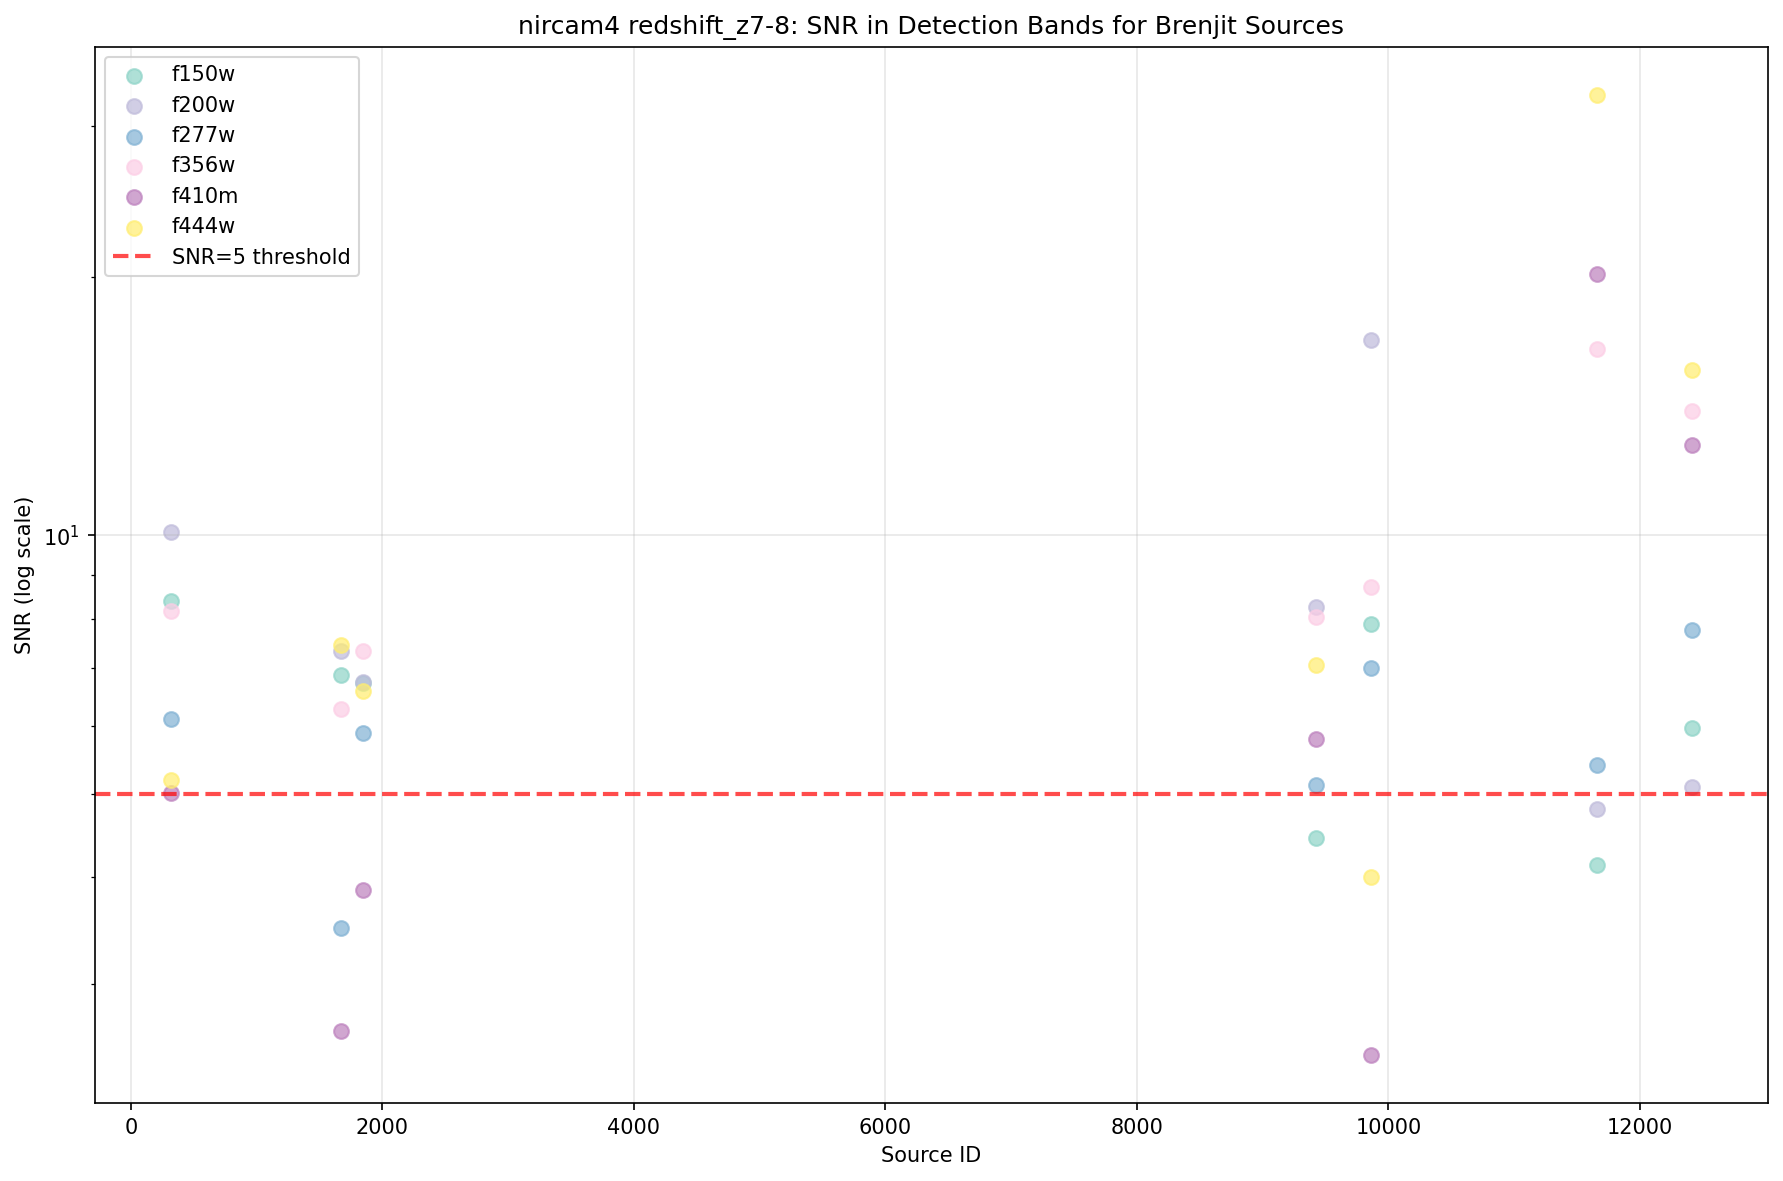 nircam4 redshift_z7-8: SNR in Detection Bands for Brenjit Sources
f150w
f200w
f277w
f356w
f410m
f444w
SNR=5 threshold
SNR (log scale)
10¹
0 2000 4000 6000 8000 10000 12000
Source ID